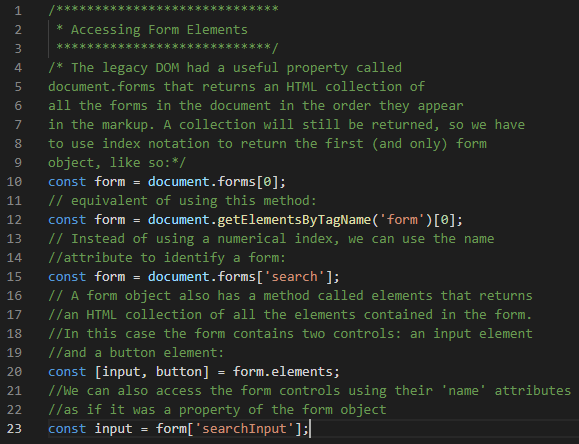 1 /*****************************
2  * Accessing Form Elements
3  ****************************/
4 /* The legacy DOM had a useful property called
5 document.forms that returns an HTML collection of
6 all the forms in the document in the order they appear
7 in the markup. A collection will still be returned, so we have
8 to use index notation to return the first (and only) form
9 object, like so:*/
10 const form = document.forms[0];
11 // equivalent of using this method:
12 const form = document.getElementsByTagName('form')[0];
13 // Instead of using a numerical index, we can use the name
14 //attribute to identify a form:
15 const form = document.forms['search'];
16 // A form object also has a method called elements that returns
17 //an HTML collection of all the elements contained in the form.
18 //In this case the form contains two controls: an input element
19 //and a button element:
20 const [input, button] = form.elements;
21 //We can also access the form controls using their 'name' attributes
22 //as if it was a property of the form object
23 const input = form['searchInput'];